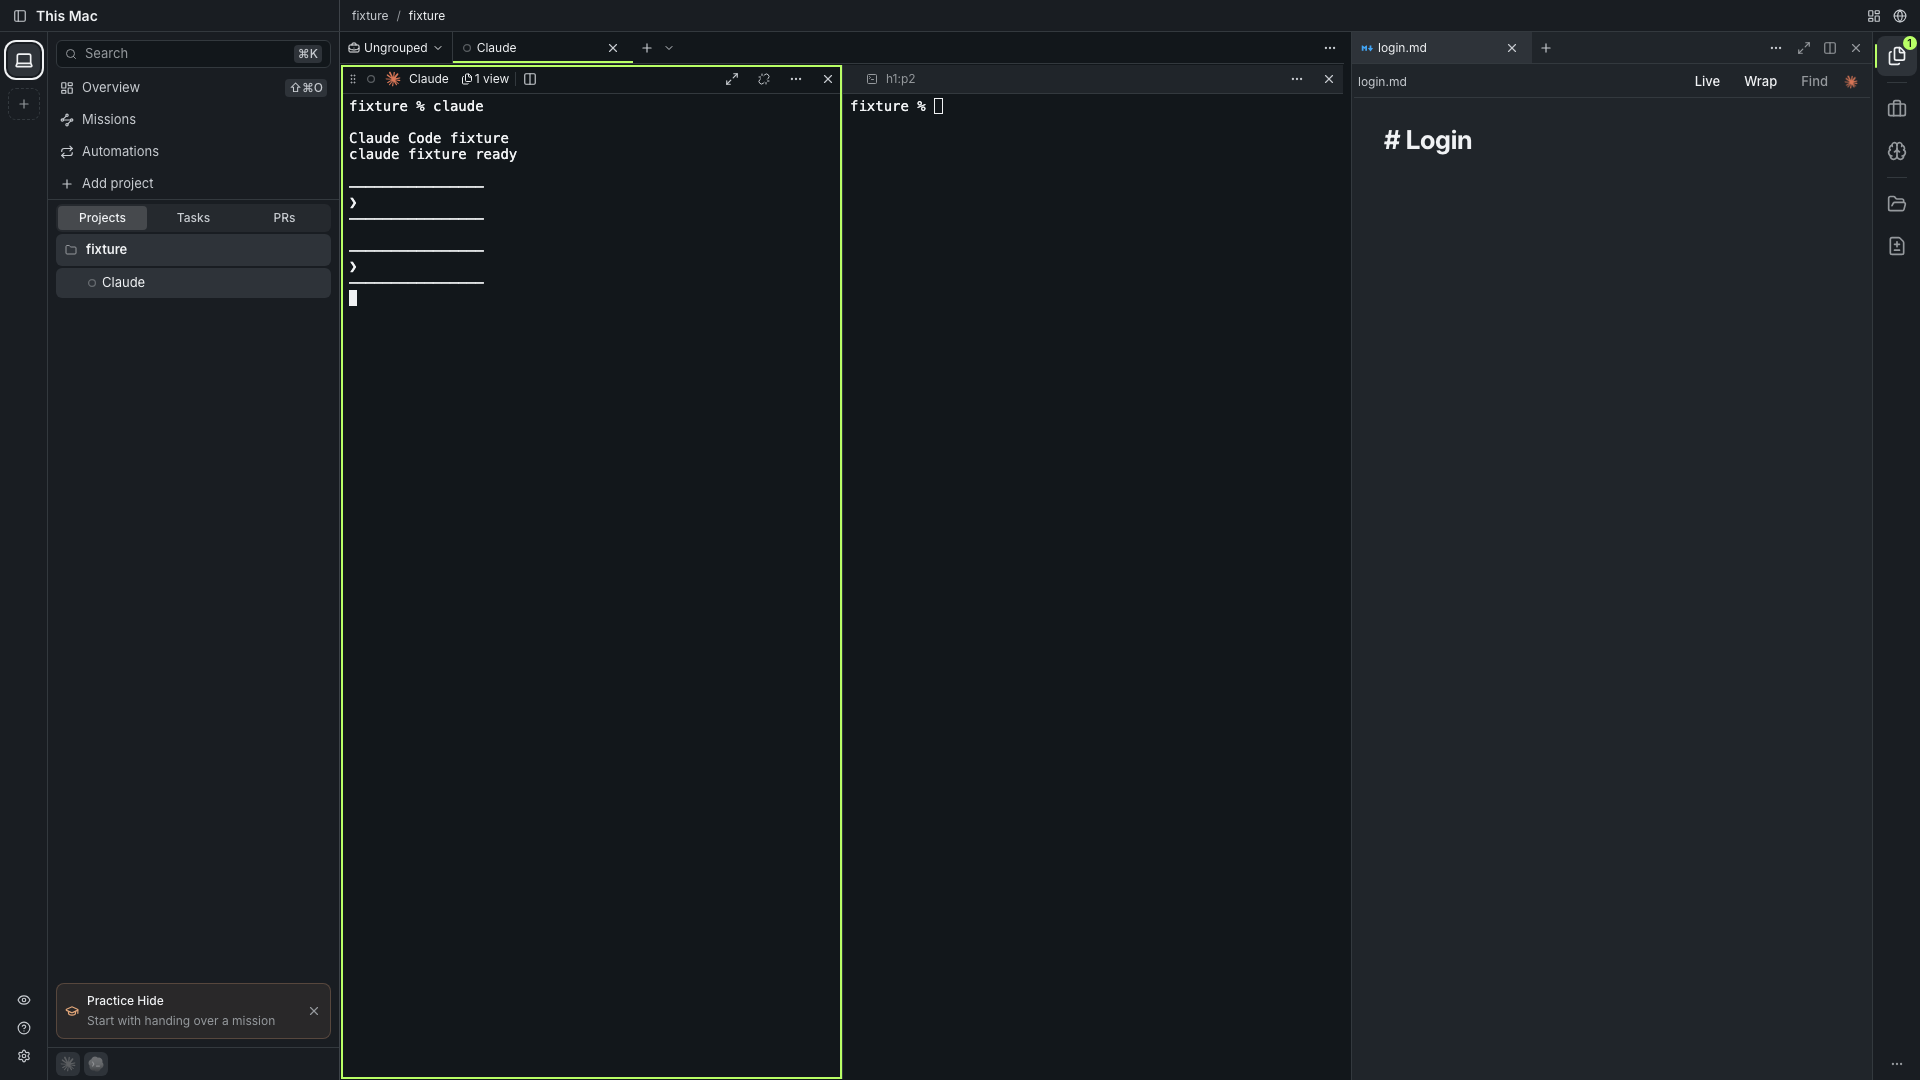 This Mac
fixture / fixture
Search ⌘K
Overview ⇧⌘O
Missions
Automations
Add project
Projects Tasks PRs
fixture
Claude
Practice Hide
Start with handing over a mission
Ungrouped
Claude
Claude 1 view
fixture % claude
Claude Code fixture
claude fixture ready
❯
❯
h1:p2
fixture %
login.md
login.md Live Wrap Find
# Login
1